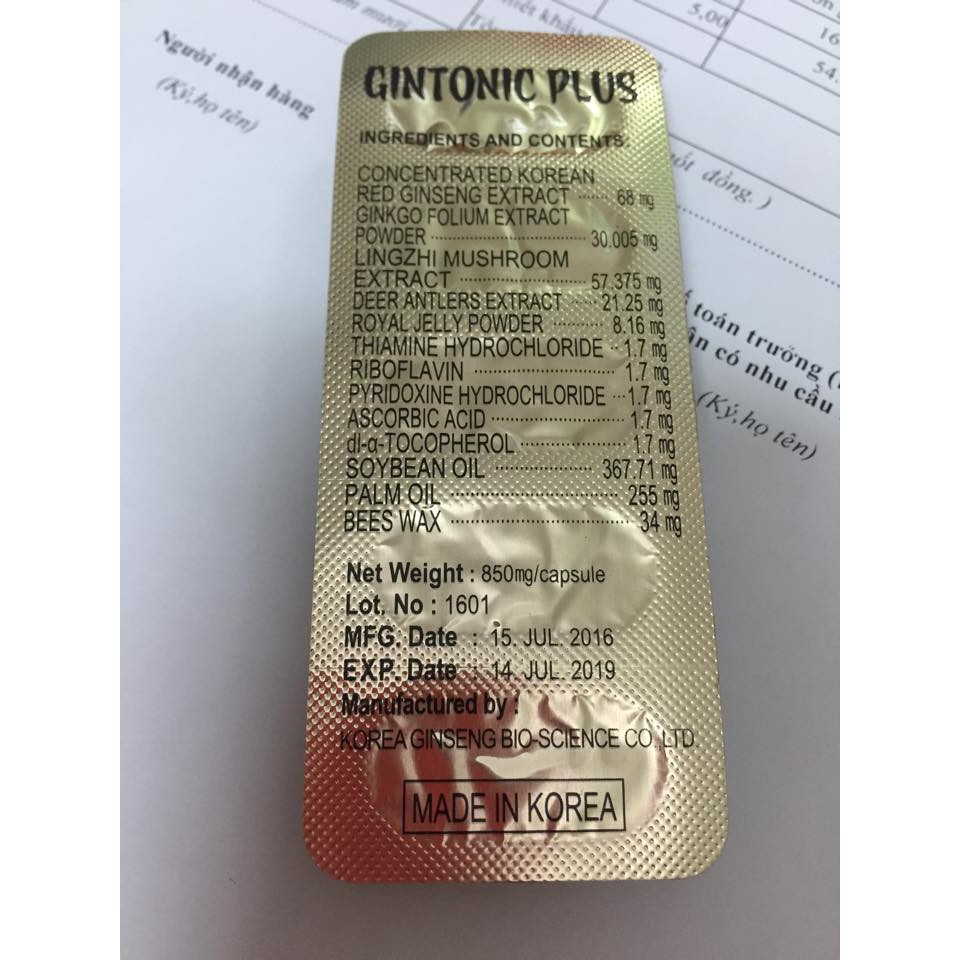 GINTONIC PLUS
INGREDIENTS AND CONTENTS:
CONCENTRATED KOREAN
RED GINSENG EXTRACT ······ 68 mg
GINKGO FOLIUM EXTRACT
POWDER ······ 30.005 mg
LINGZHI MUSHROOM
EXTRACT ······ 57.375 mg
DEER ANTLERS EXTRACT ······ 21.25 mg
ROYAL JELLY POWDER ······ 8.16 mg
THIAMINE HYDROCHLORIDE ·· 1.7 mg
RIBOFLAVIN ······ 1.7 mg
PYRIDOXINE HYDROCHLORIDE ··· 1.7 mg
ASCORBIC ACID ······ 1.7 mg
dl-α-TOCOPHEROL ······ 1.7 mg
SOYBEAN OIL ······ 367.71 mg
PALM OIL ······ 255 mg
BEES WAX ······ 34 mg
Net Weight : 850mg/capsule
Lot. No : 1601
MFG. Date : 15. JUL. 2016
EXP. Date : 14. JUL. 2019
Manufactured by :
KOREA GINSENG BIO-SCIENCE CO.,LTD
MADE IN KOREA
Người nhận hàng
(Ký,họ tên)
5,00
16
54.
đồng. )
toán trưởng (
có nhu cầu
(Ký,họ tên)